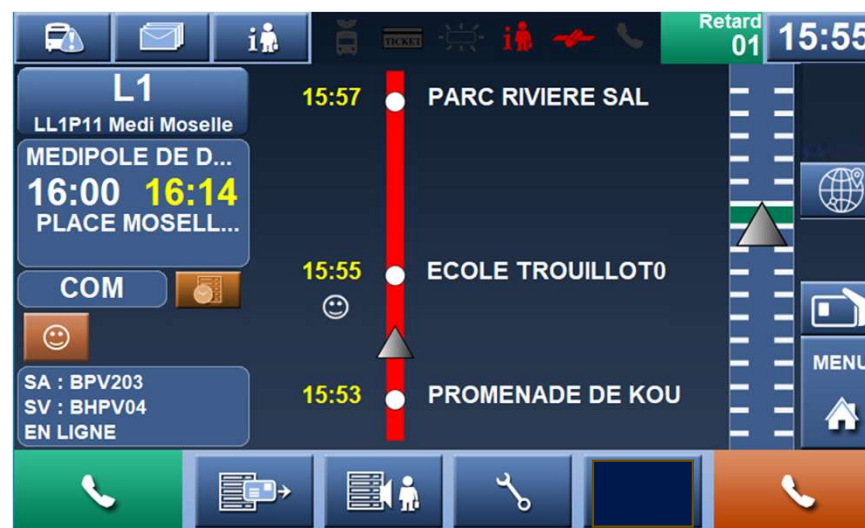 Retard
01
15:55
TICKET
L1
LL1P11 Medi Moselle
MEDIPOLE DE D...
16:00 16:14
PLACE MOSELL...
COM
SA : BPV203
SV : BHPV04
EN LIGNE
15:57 PARC RIVIERE SAL
15:55 ECOLE TROUILLOT0
15:53 PROMENADE DE KOU
MENU